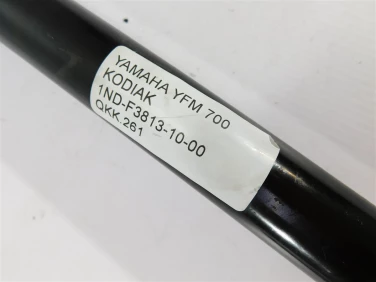 YAMAHA YFM 700
KODIAK
1ND-F3813-10-00
QKK:261